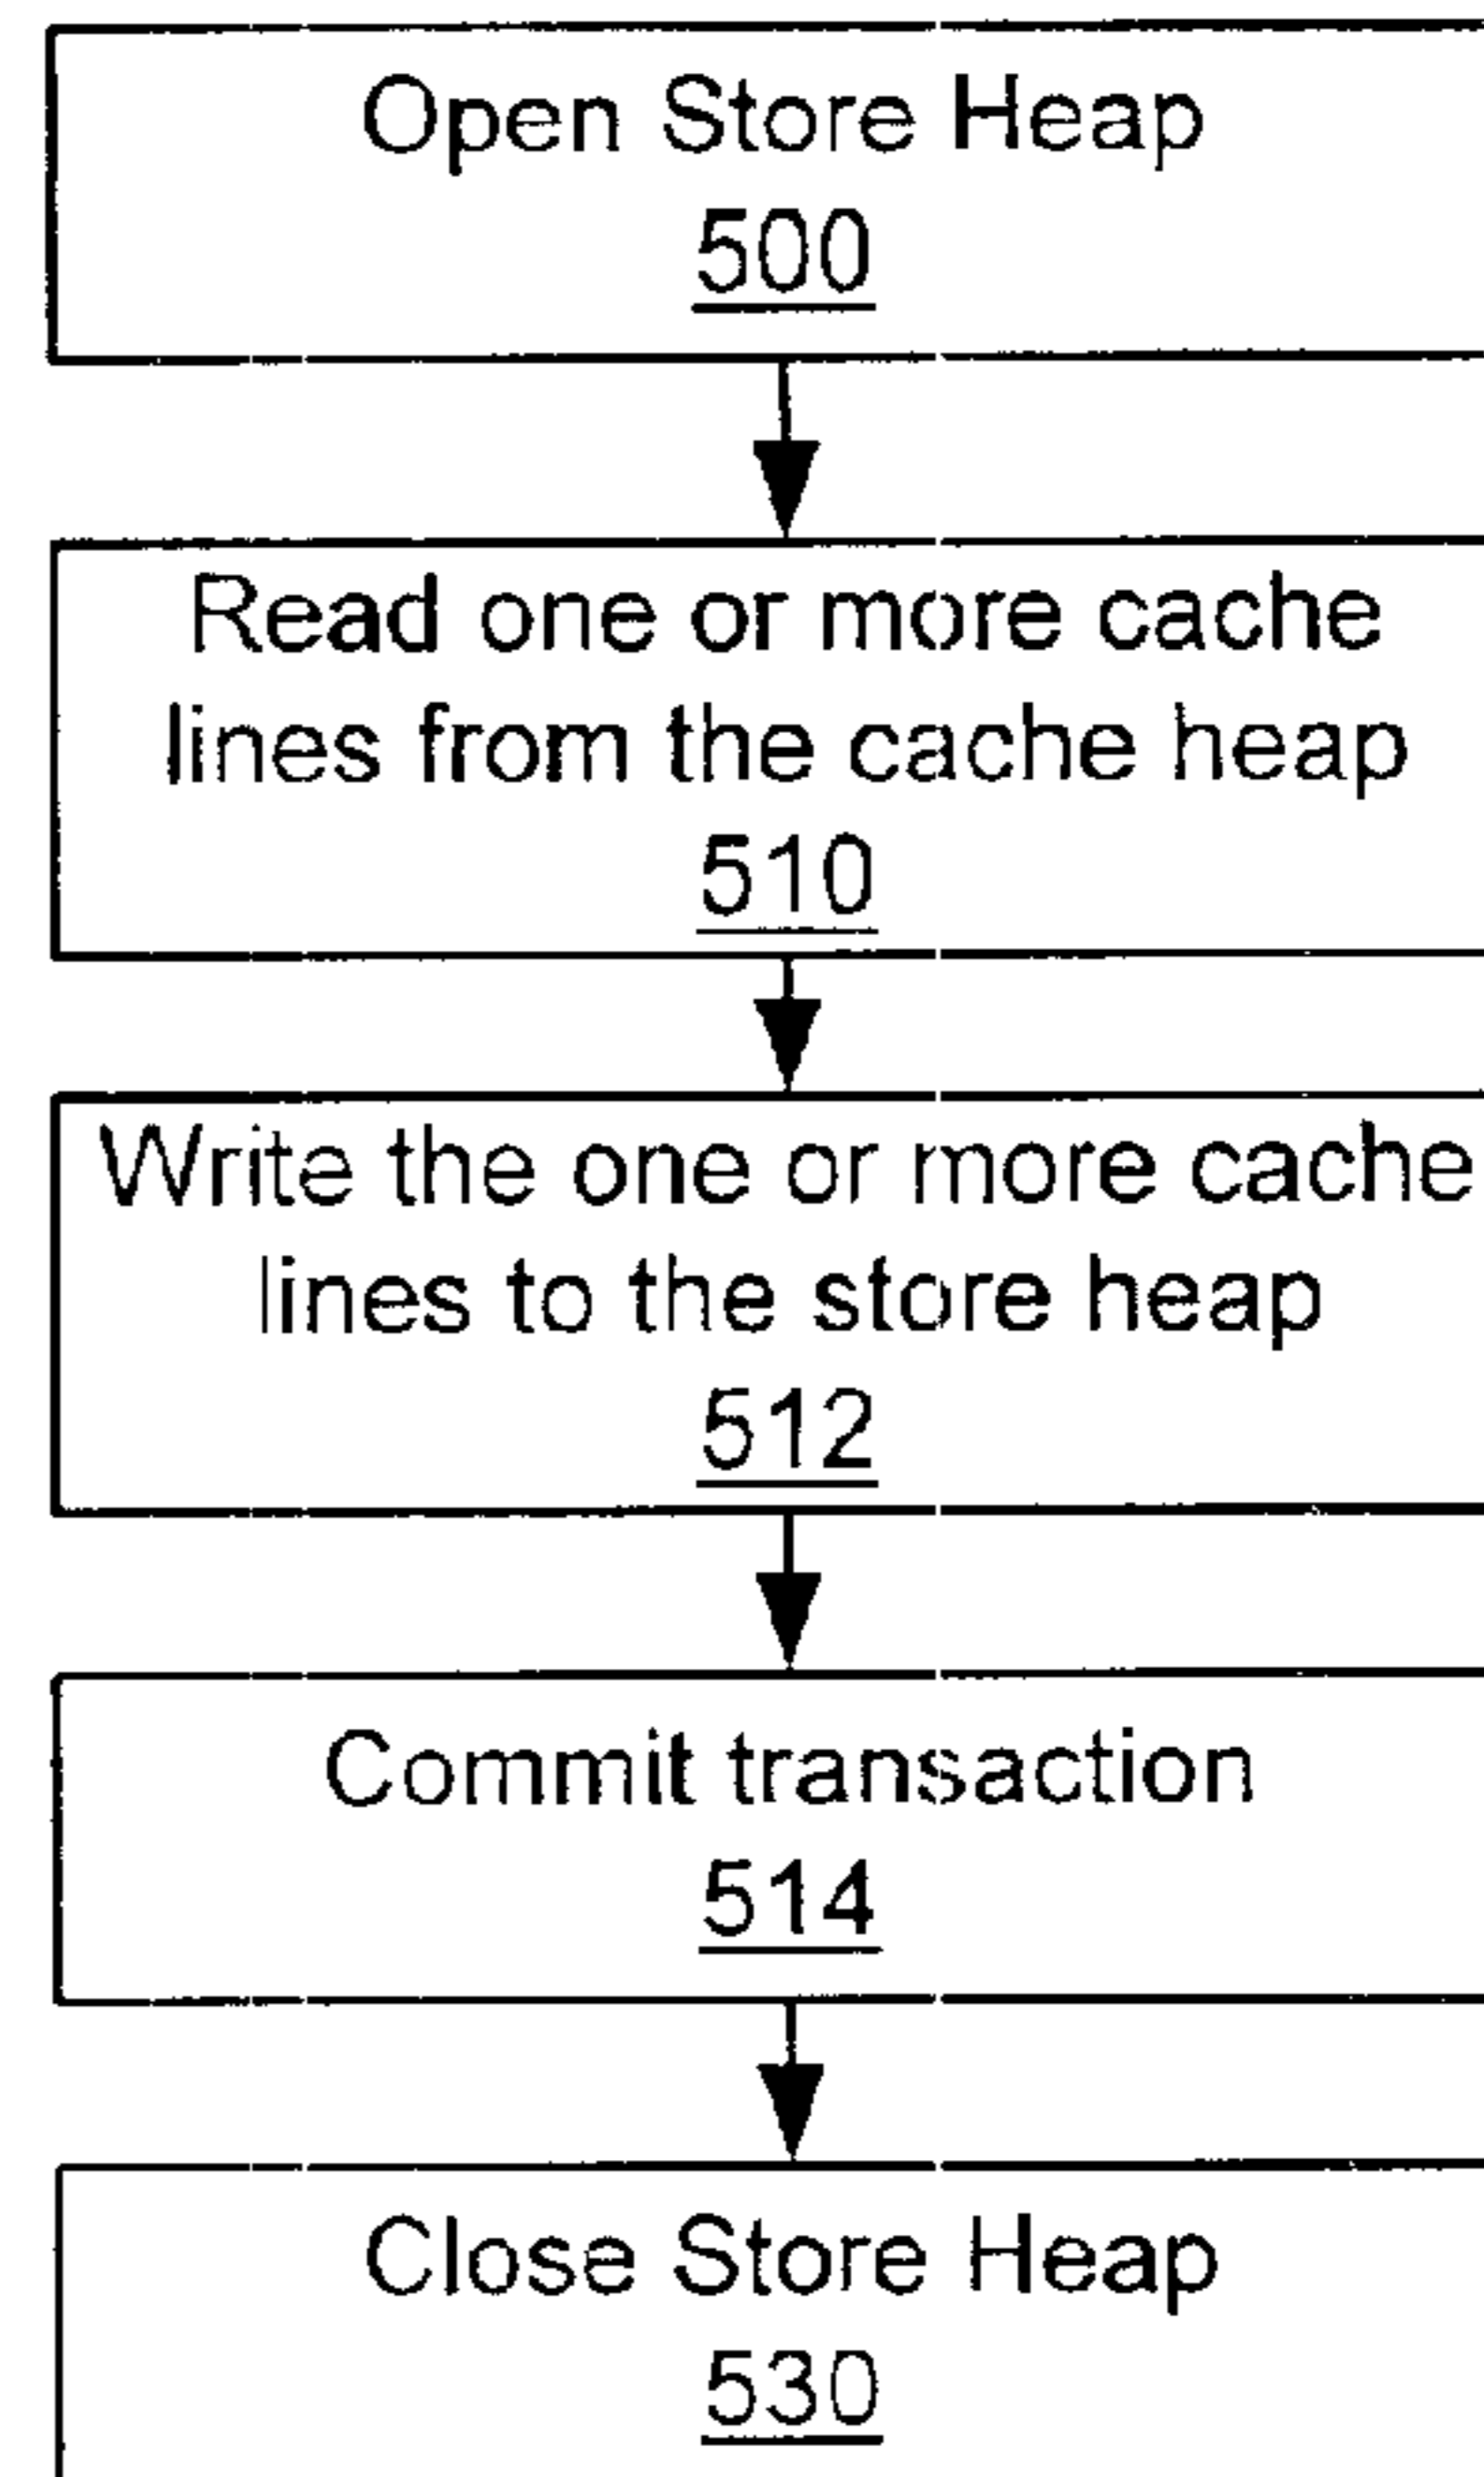 Open Store Heap
500
Read one or more cache
lines from the cache heap
510
Write the one or more cache
lines to the store heap
512
Commit transaction
514
Close Store Heap
530